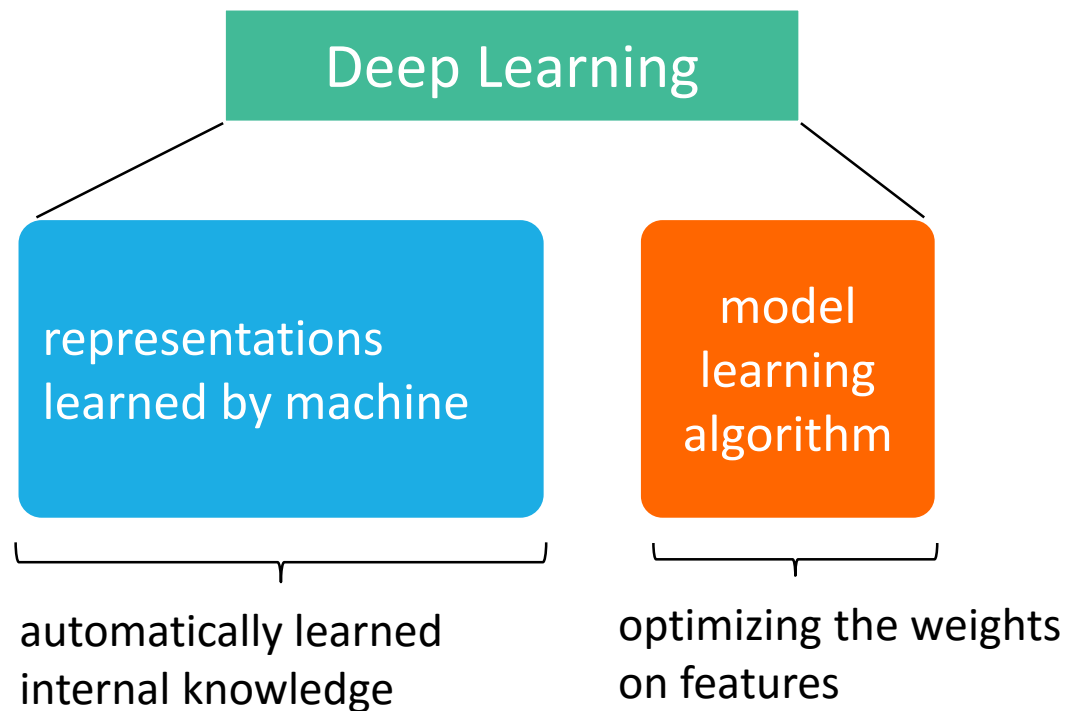 Deep Learning
representations
learned by machine
model
learning
algorithm
automatically learned
internal knowledge
optimizing the weights
on features